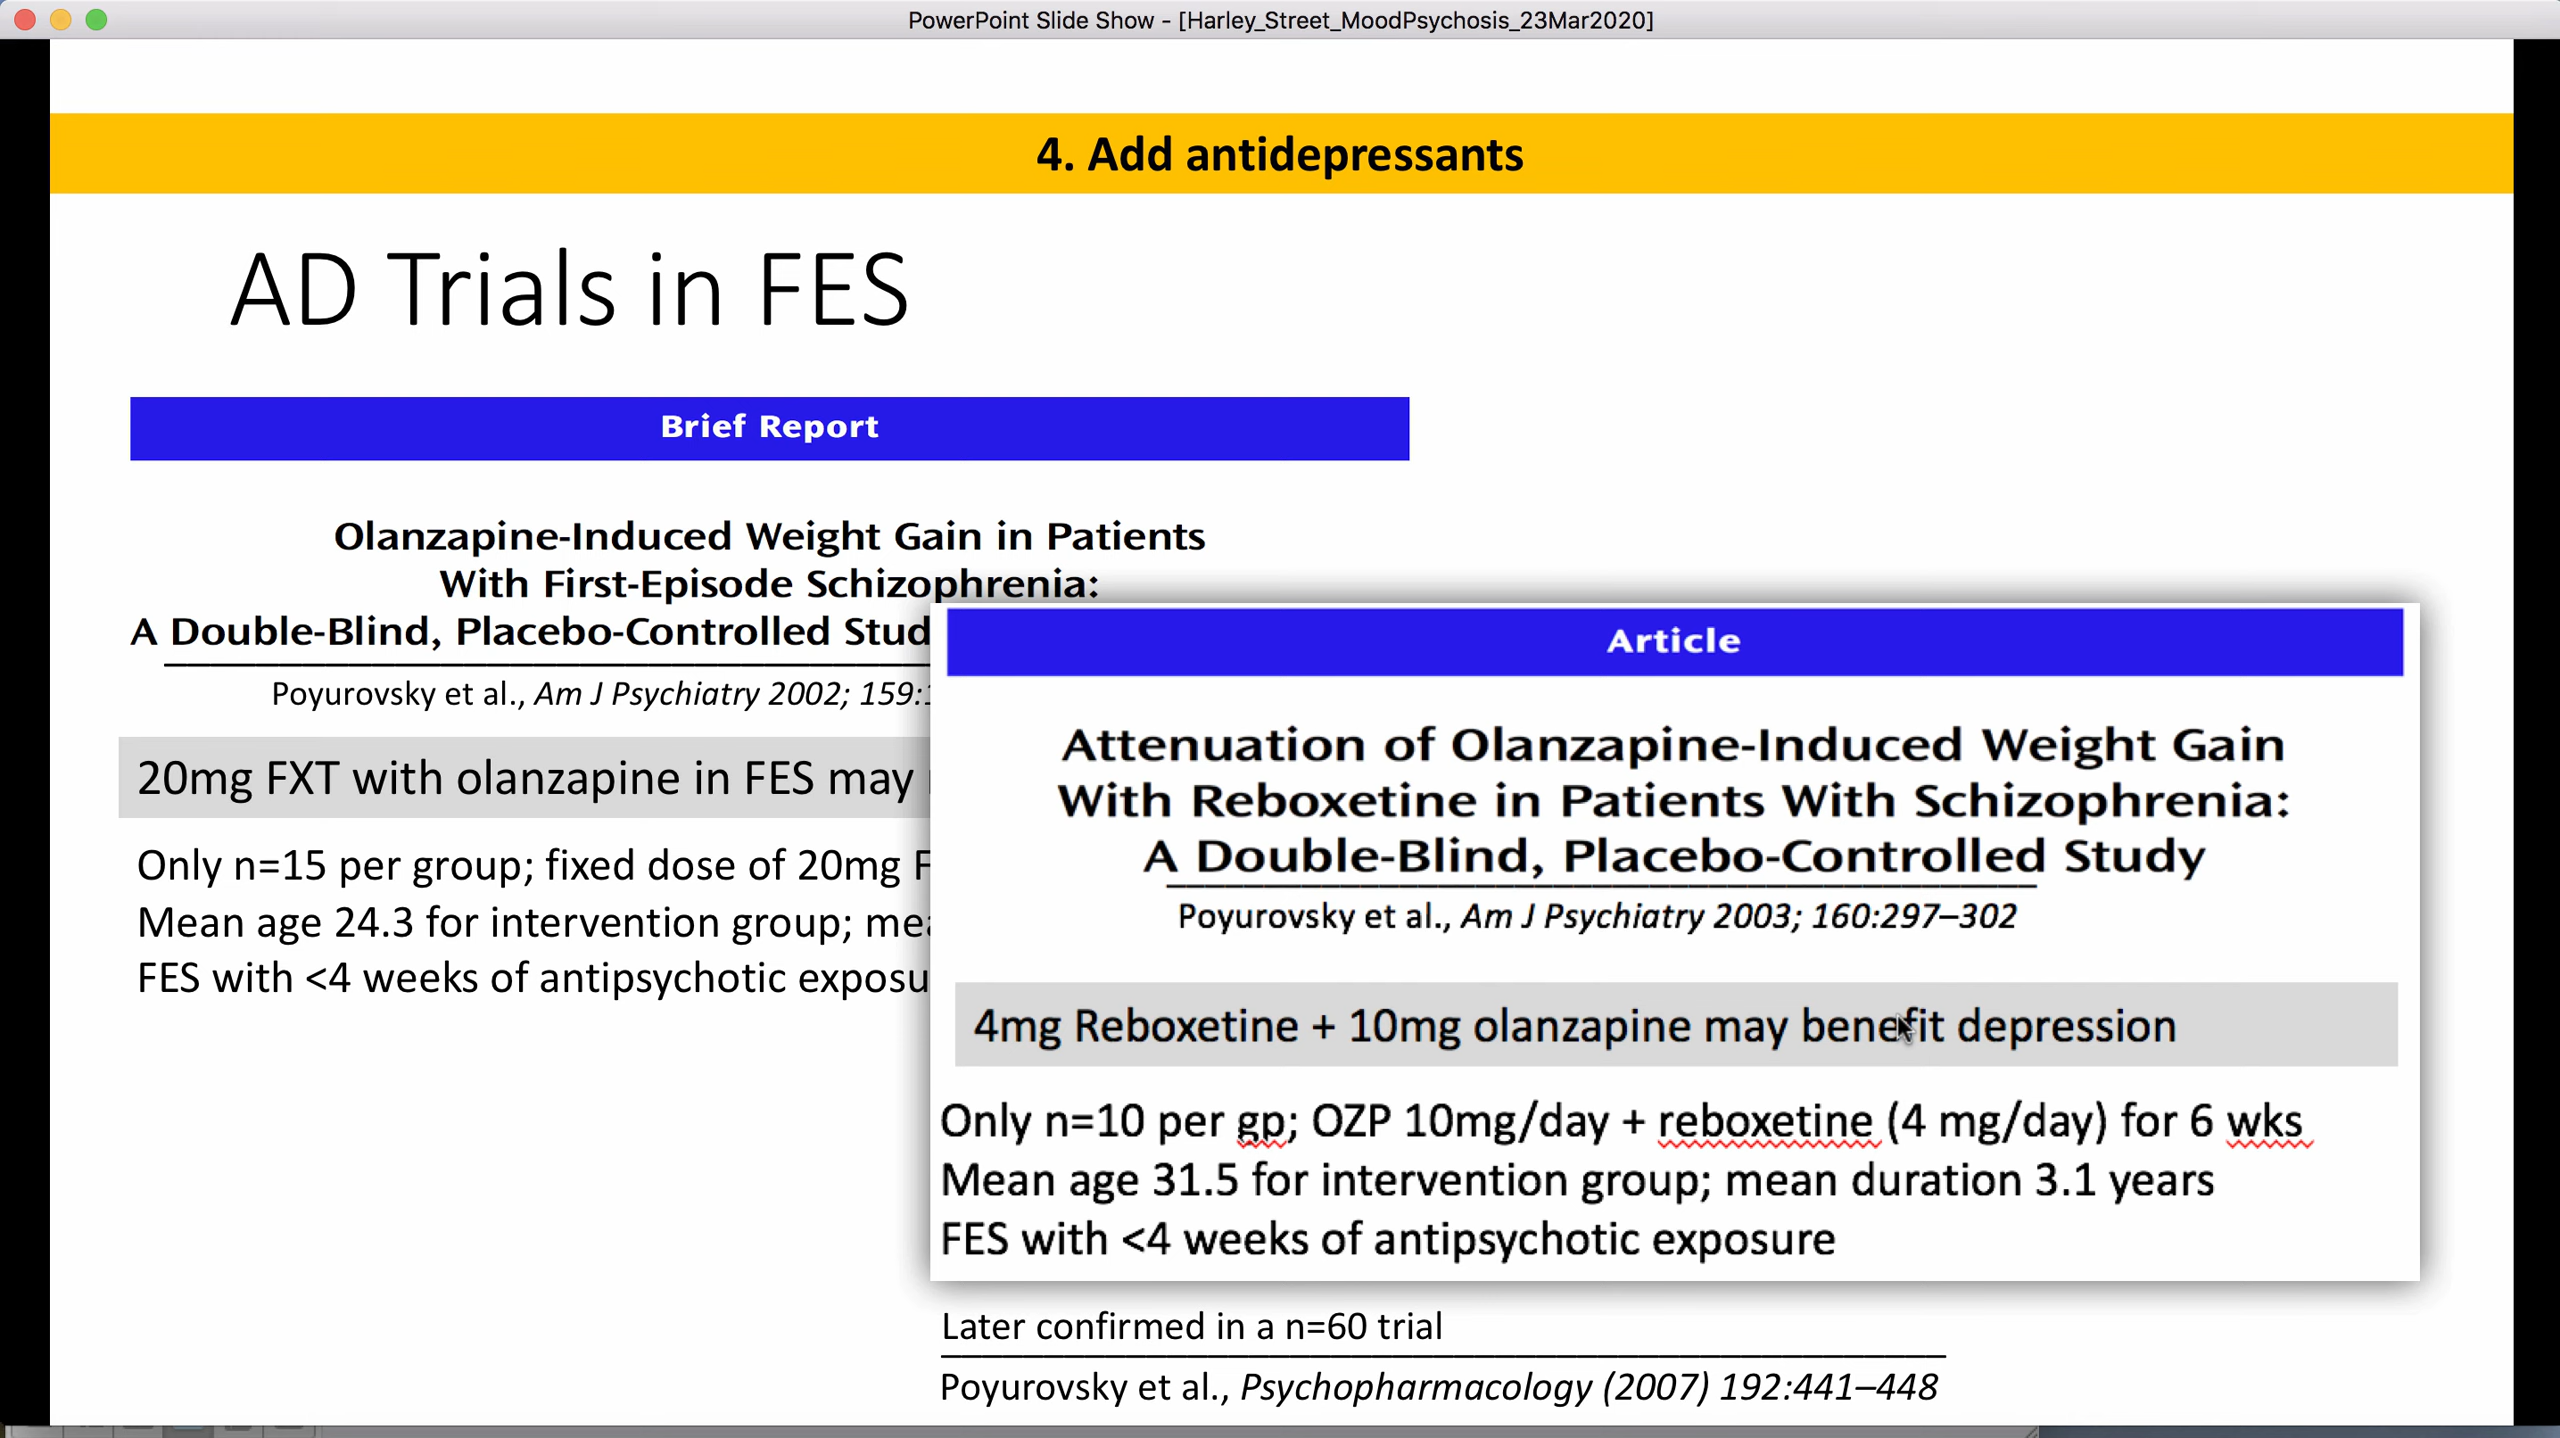 PowerPoint Slide Show - [Harley_Street_MoodPsychosis_23Mar2020]
4. Add antidepressants
AD Trials in FES
Brief Report
Olanzapine-Induced Weight Gain in Patients
With First-Episode Schizophrenia:
A Double-Blind, Placebo-Controlled Stud
Poyurovsky et al., Am J Psychiatry 2002; 159:
20mg FXT with olanzapine in FES may
Only n=15 per group; fixed dose of 20mg F
Mean age 24.3 for intervention group; mea
FES with <4 weeks of antipsychotic exposu
Article
Attenuation of Olanzapine-Induced Weight Gain
With Reboxetine in Patients With Schizophrenia:
A Double-Blind, Placebo-Controlled Study
Poyurovsky et al., Am J Psychiatry 2003; 160:297–302
4mg Reboxetine + 10mg olanzapine may benefit depression
Only n=10 per gp; OZP 10mg/day + reboxetine (4 mg/day) for 6 wks
Mean age 31.5 for intervention group; mean duration 3.1 years
FES with <4 weeks of antipsychotic exposure
Later confirmed in a n=60 trial
Poyurovsky et al., Psychopharmacology (2007) 192:441–448